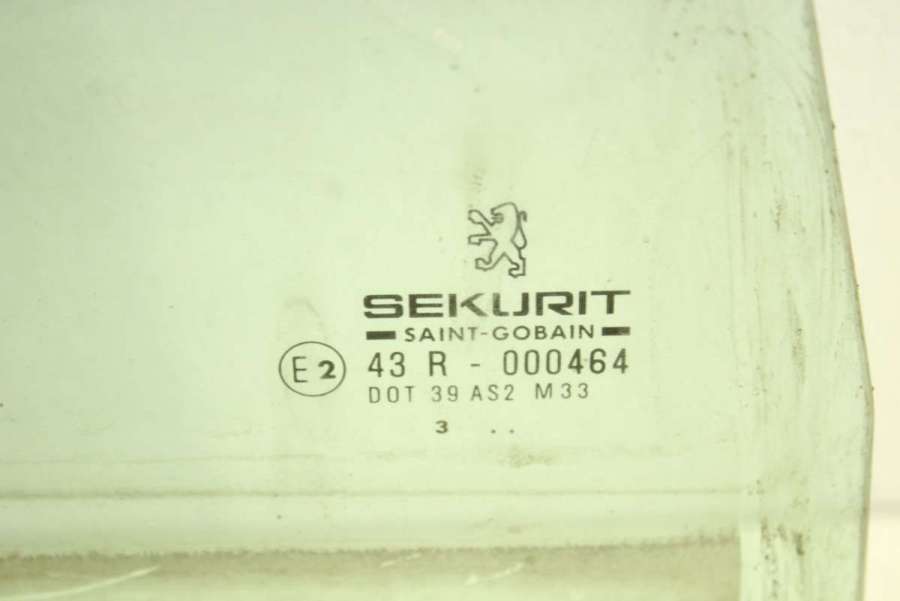 SEKURIT
SAINT-GOBAIN
E2 43 R - 000464
DOT 39 AS2 M33
3 . .